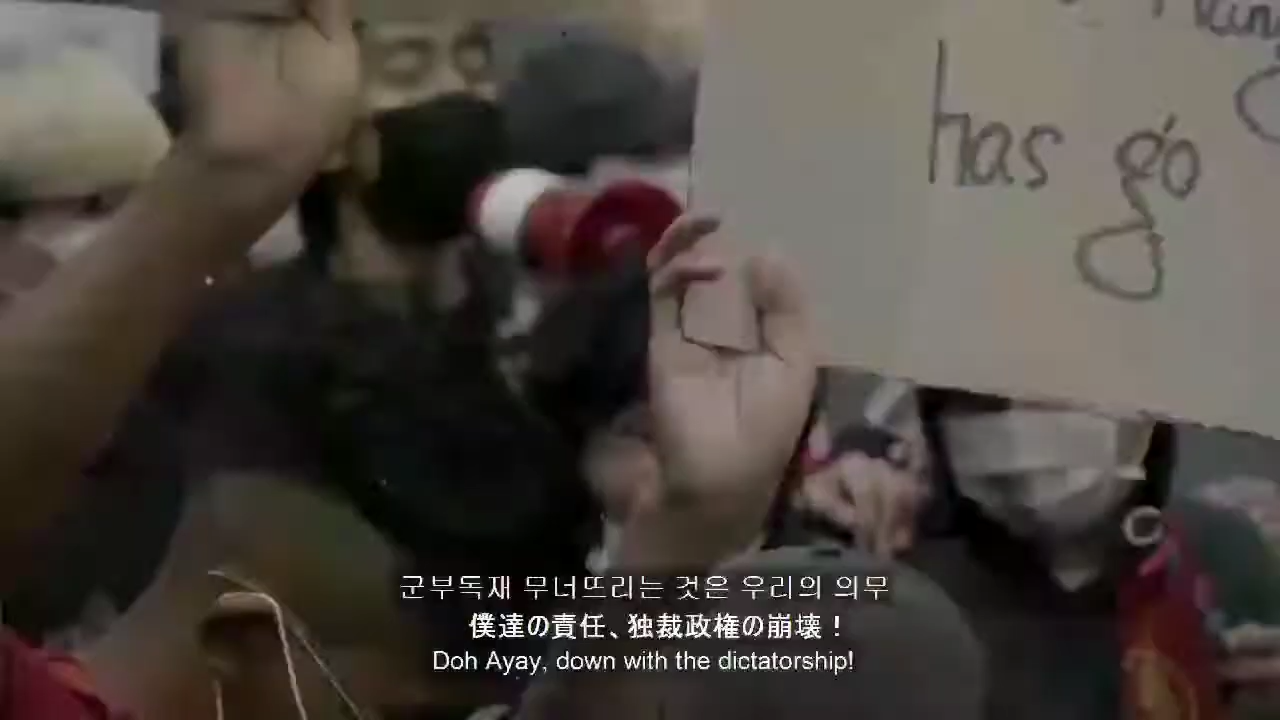 has go
군부독재 무너뜨리는 것은 우리의 의무
僕達の責任、独裁政権の崩壊！
Doh Ayay, down with the dictatorship!